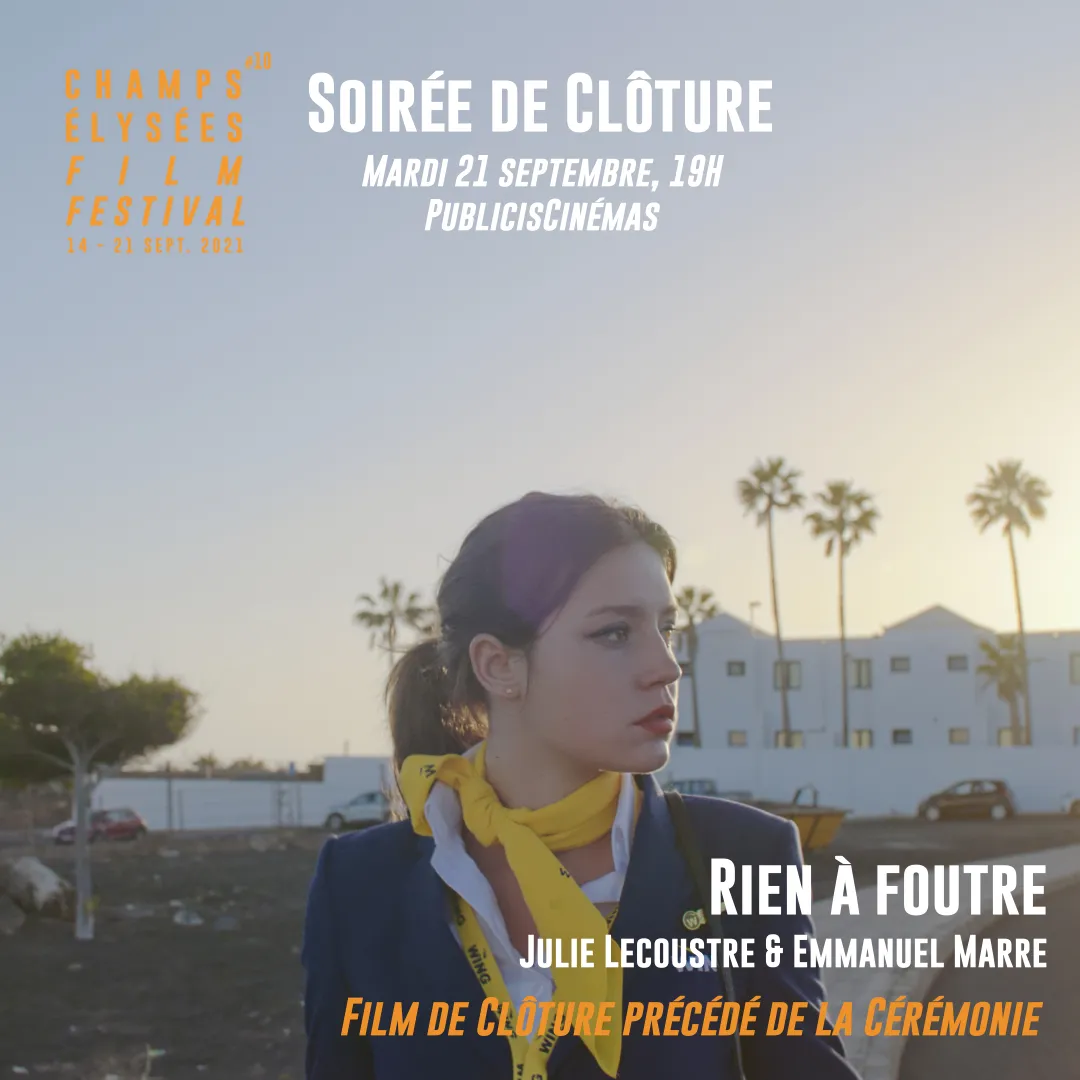 #10
CHAMPS
ÉLYSÉES
FILM
FESTIVAL
14 - 21 SEPT. 2021
SOIRÉE DE CLÔTURE
MARDI 21 SEPTEMBRE, 19H
PUBLICISCINÉMAS
WING
RIEN À FOUTRE
JULIE LECOUSTRE & EMMANUEL MARRE
FILM DE CLÔTURE PRÉCÉDÉ DE LA CÉRÉMONIE